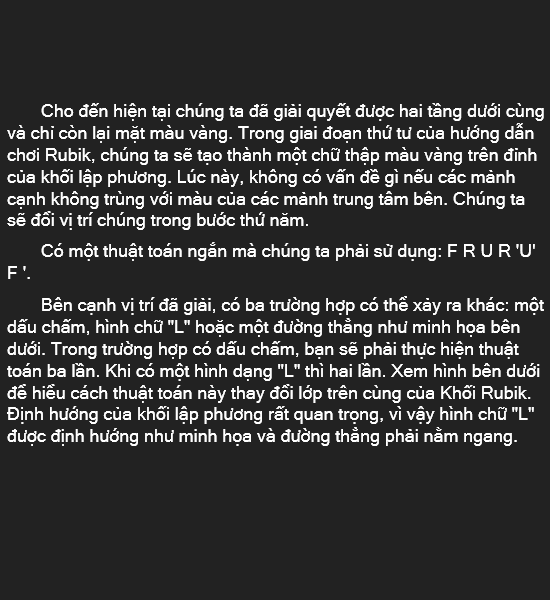 Cho đến hiện tại chúng ta đã giải quyết được hai tầng dưới cùng
và chỉ còn lại mặt màu vàng. Trong giai đoạn thứ tư của hướng dẫn
chơi Rubik, chúng ta sẽ tạo thành một chữ thập màu vàng trên đỉnh
của khối lập phương. Lúc này, không có vấn đề gì nếu các mảnh
cạnh không trùng với màu của các mảnh trung tâm bên. Chúng ta
sẽ đổi vị trí chúng trong bước thứ năm.
Có một thuật toán ngắn mà chúng ta phải sử dụng: F R U R 'U'
F '.
Bên cạnh vị trí đã giải, có ba trường hợp có thể xảy ra khác: một
dấu chấm, hình chữ "L" hoặc một đường thẳng như minh họa bên
dưới. Trong trường hợp có dấu chấm, bạn sẽ phải thực hiện thuật
toán ba lần. Khi có một hình dạng "L" thì hai lần. Xem hình bên dưới
để hiểu cách thuật toán này thay đổi lớp trên cùng của Khối Rubik.
Định hướng của khối lập phương rất quan trọng, vì vậy hình chữ "L"
được định hướng như minh họa và đường thẳng phải nằm ngang.